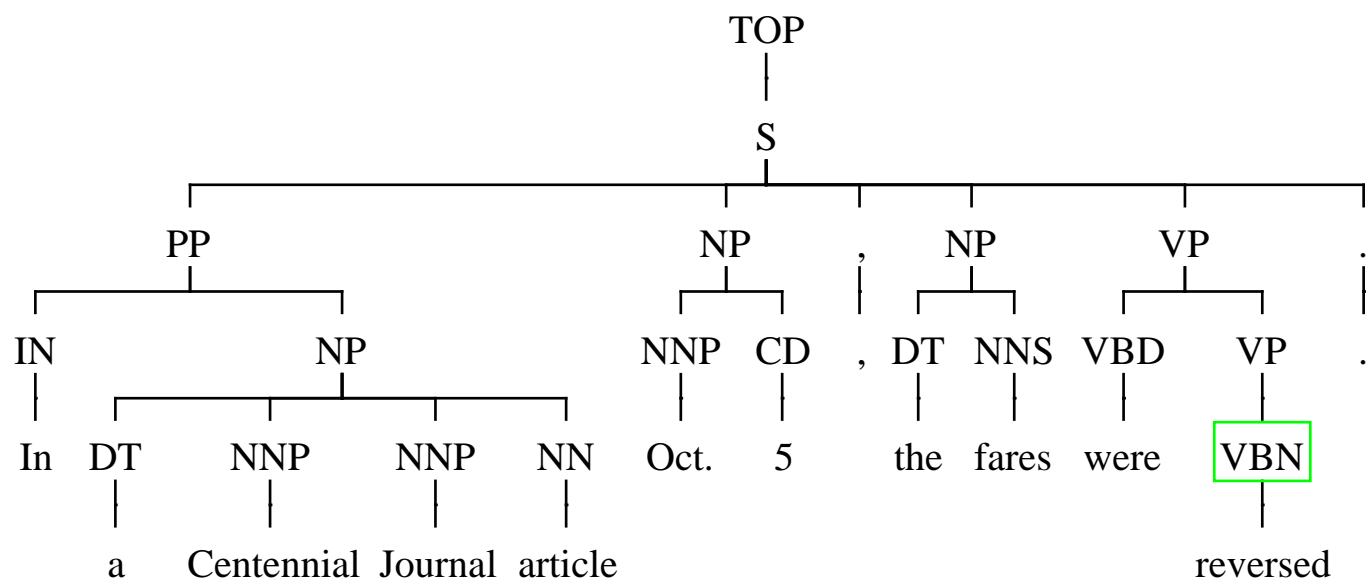 TOP
S
PP NP , NP VP .
IN NP NNP CD , DT NNS VBD VP .
In DT NNP NNP NN Oct. 5 the fares were VBN
a Centennial Journal article reversed